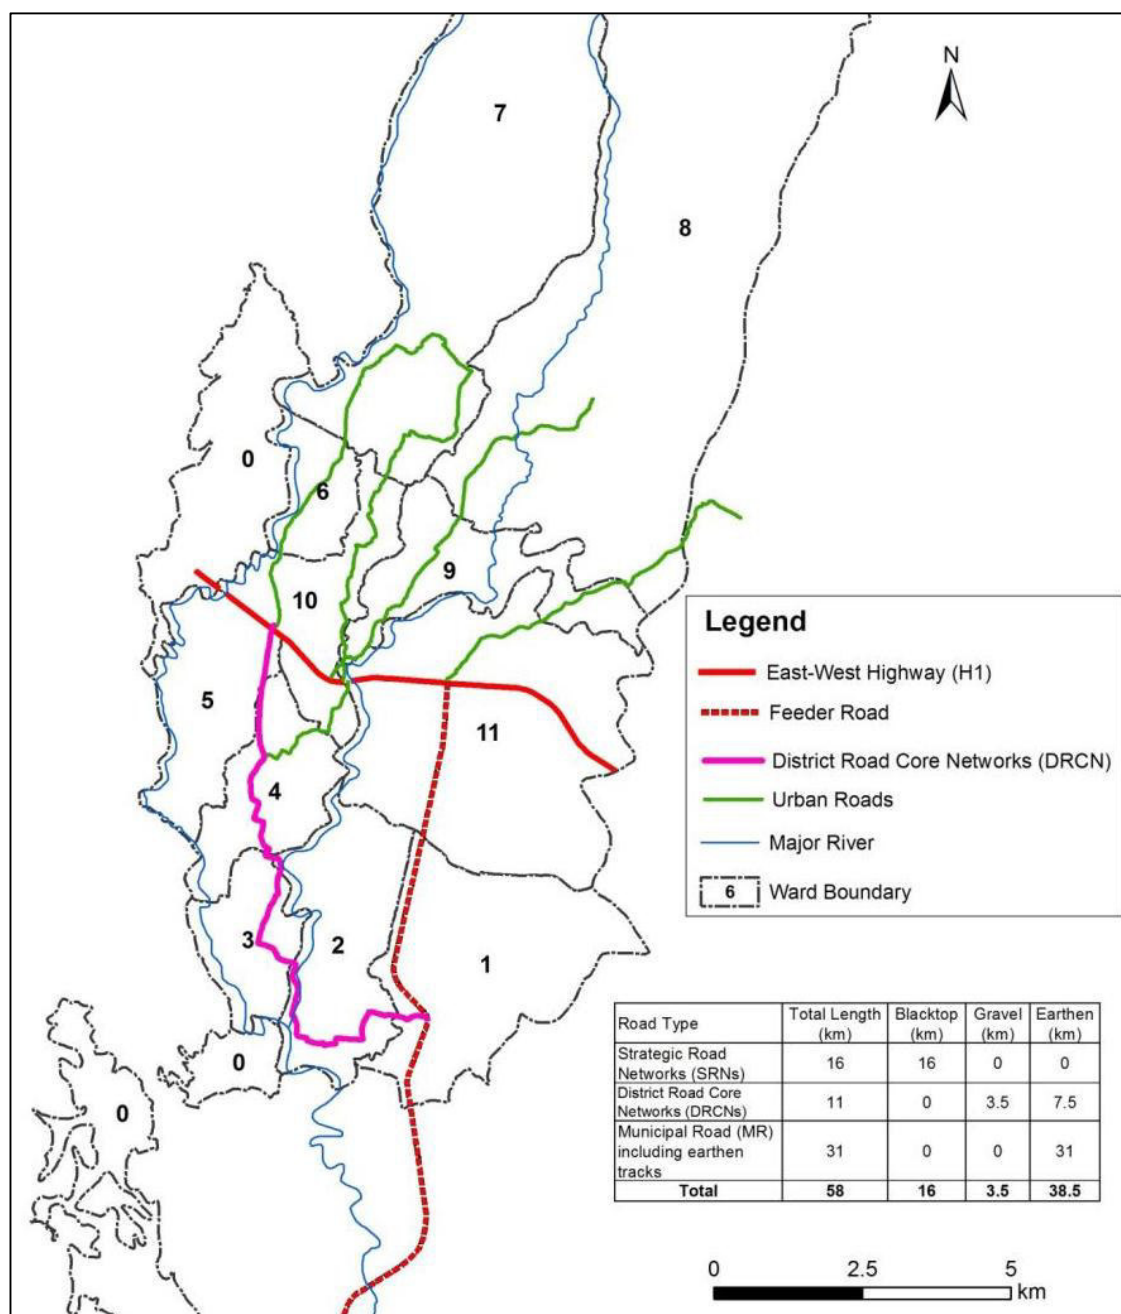 N
7
8
0
6
9
10
5
11
4
3
2
1
0
0
Legend
East-West Highway (H1)
Feeder Road
District Road Core Networks (DRCN)
Urban Roads
Major River
6 Ward Boundary
Road Type Total Length (km) Blacktop (km) Gravel (km) Earthen (km)
Strategic Road
Networks (SRNs) 16 16 0 0
District Road Core
Networks (DRCNs) 11 0 3.5 7.5
Municipal Road (MR)
including earthen
tracks 31 0 0 31
Total 58 16 3.5 38.5
0 2.5 5
km